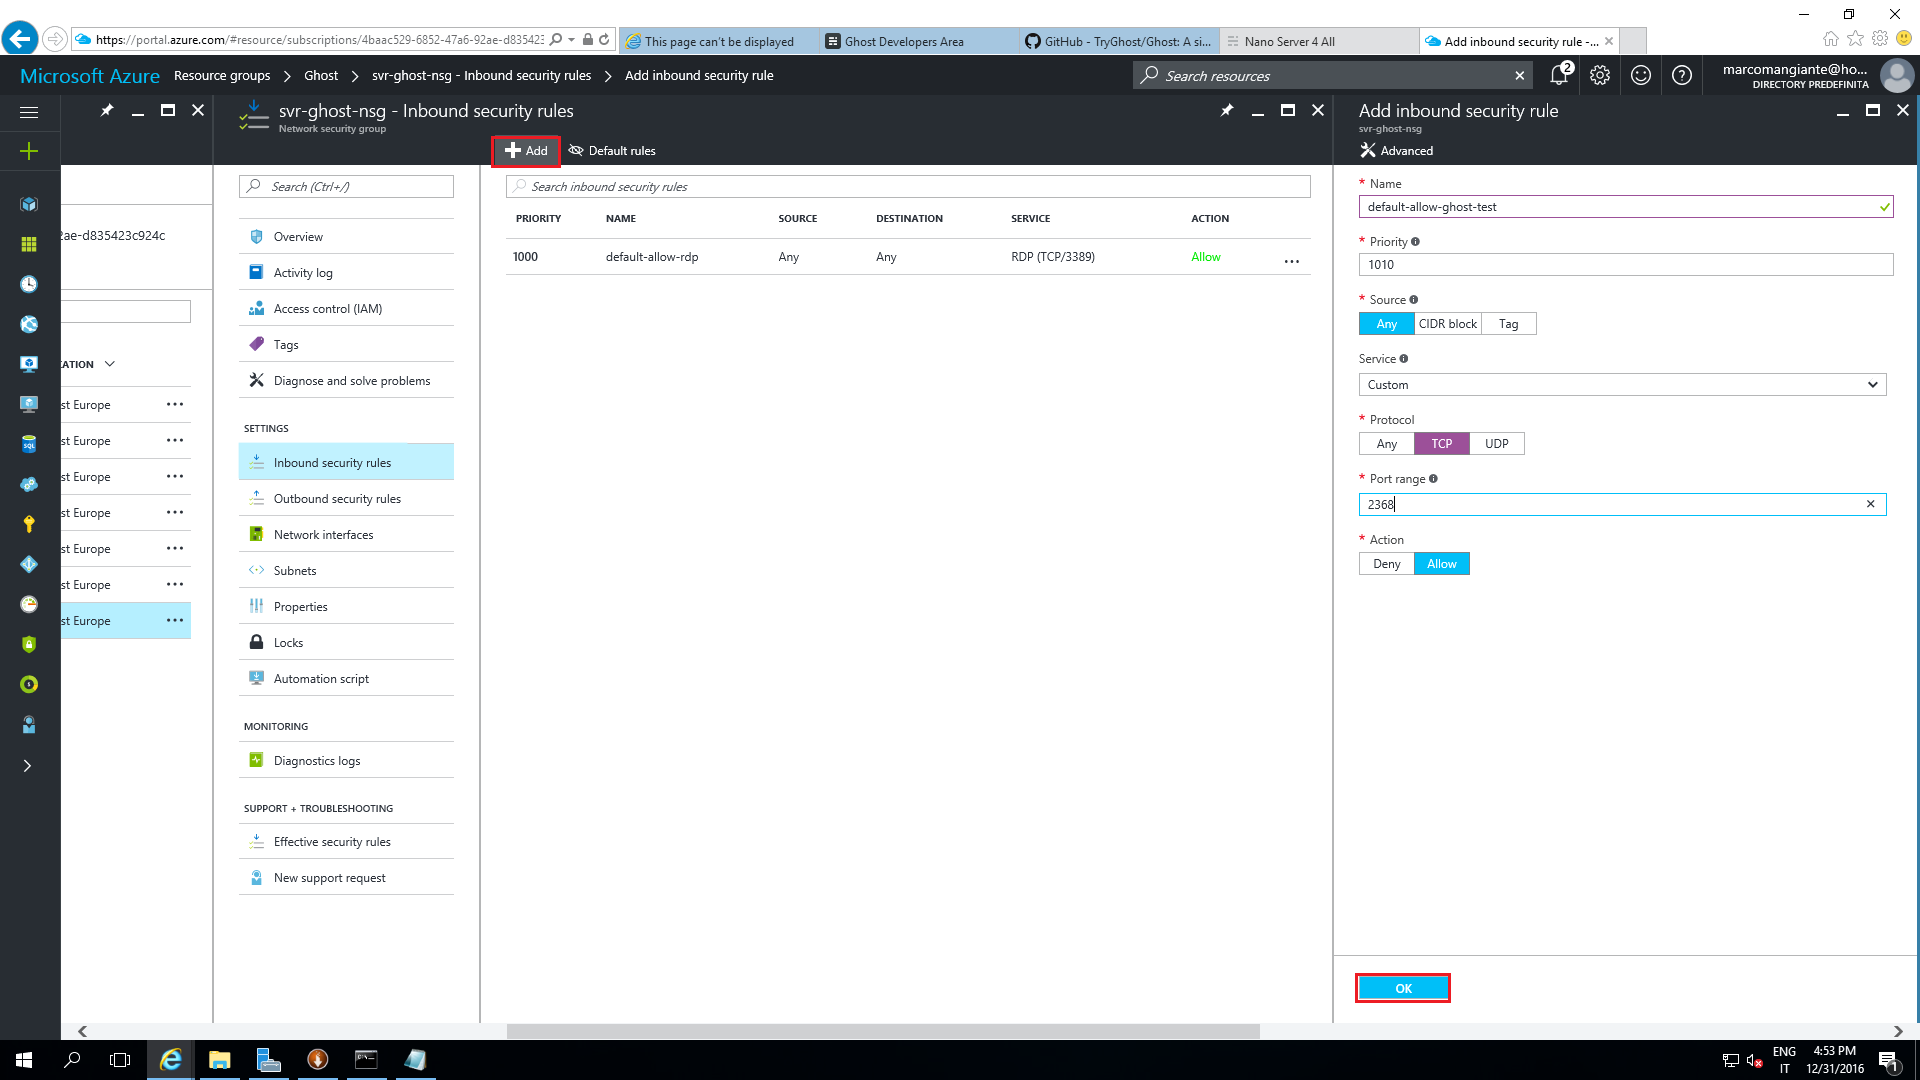 https://portal.azure.com/#resource/subscriptions/4baac529-6852-47a6-92ae-d83542
This page can't be displayed
Ghost Developers Area
GitHub - TryGhost/Ghost: A si...
Nano Server 4 All
Add inbound security rule -...
Microsoft Azure
Resource groups
Ghost
svr-ghost-nsg - Inbound security rules
Add inbound security rule
Search resources
2
marcomangiante@ho...
DIRECTORY PREDEFINITA
svr-ghost-nsg - Inbound security rules
Network security group
Add
Default rules
Add inbound security rule
svr-ghost-nsg
Advanced
2ae-d835423c924c
ATION
st Europe
st Europe
st Europe
st Europe
st Europe
st Europe
st Europe
Search (Ctrl+/)
Overview
Activity log
Access control (IAM)
Tags
Diagnose and solve problems
SETTINGS
Inbound security rules
Outbound security rules
Network interfaces
Subnets
Properties
Locks
Automation script
MONITORING
Diagnostics logs
SUPPORT + TROUBLESHOOTING
Effective security rules
New support request
Search inbound security rules
PRIORITY NAME SOURCE DESTINATION SERVICE ACTION
1000 default-allow-rdp Any Any RDP (TCP/3389) Allow ...
* Name
default-allow-ghost-test
* Priority
1010
* Source
Any CIDR block Tag
Service
Custom
* Protocol
Any TCP UDP
* Port range
2368
* Action
Deny Allow
OK
SQL
ENG
IT
4:53 PM
12/31/2016
1